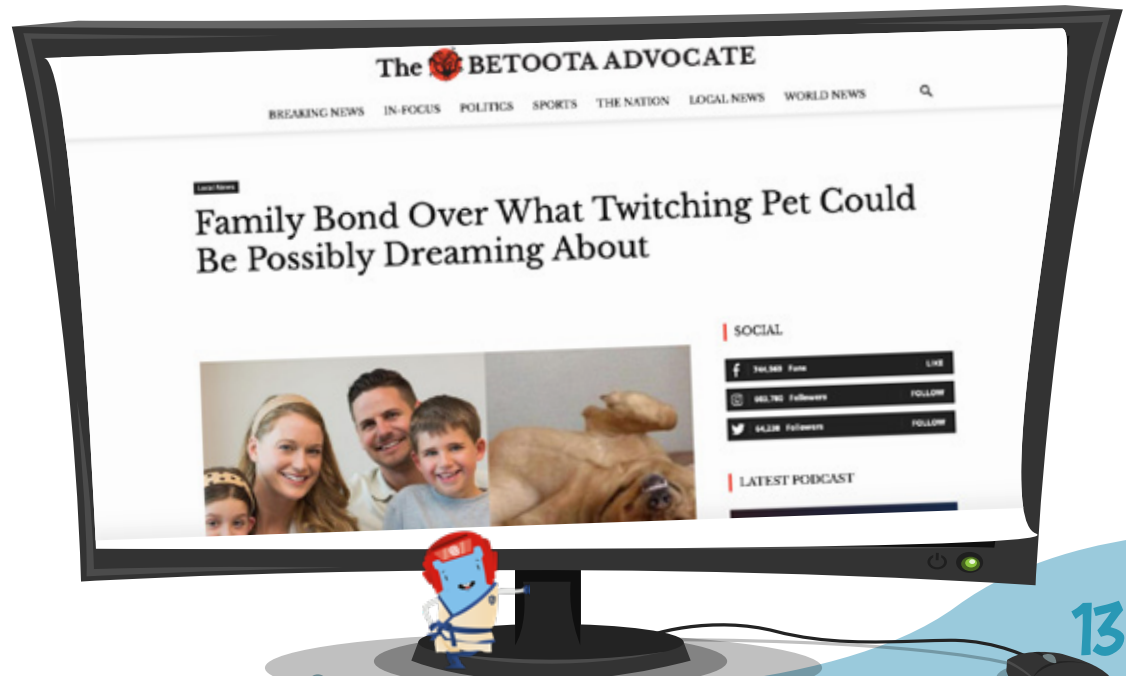 The BETOOTA ADVOCATE
BREAKING NEWS IN-FOCUS POLITICS SPORTS THE NATION LOCAL NEWS WORLD NEWS
Local News
Family Bond Over What Twitching Pet Could
Be Possibly Dreaming About
SOCIAL
Fans LIKE
Followers FOLLOW
Followers FOLLOW
LATEST PODCAST
13